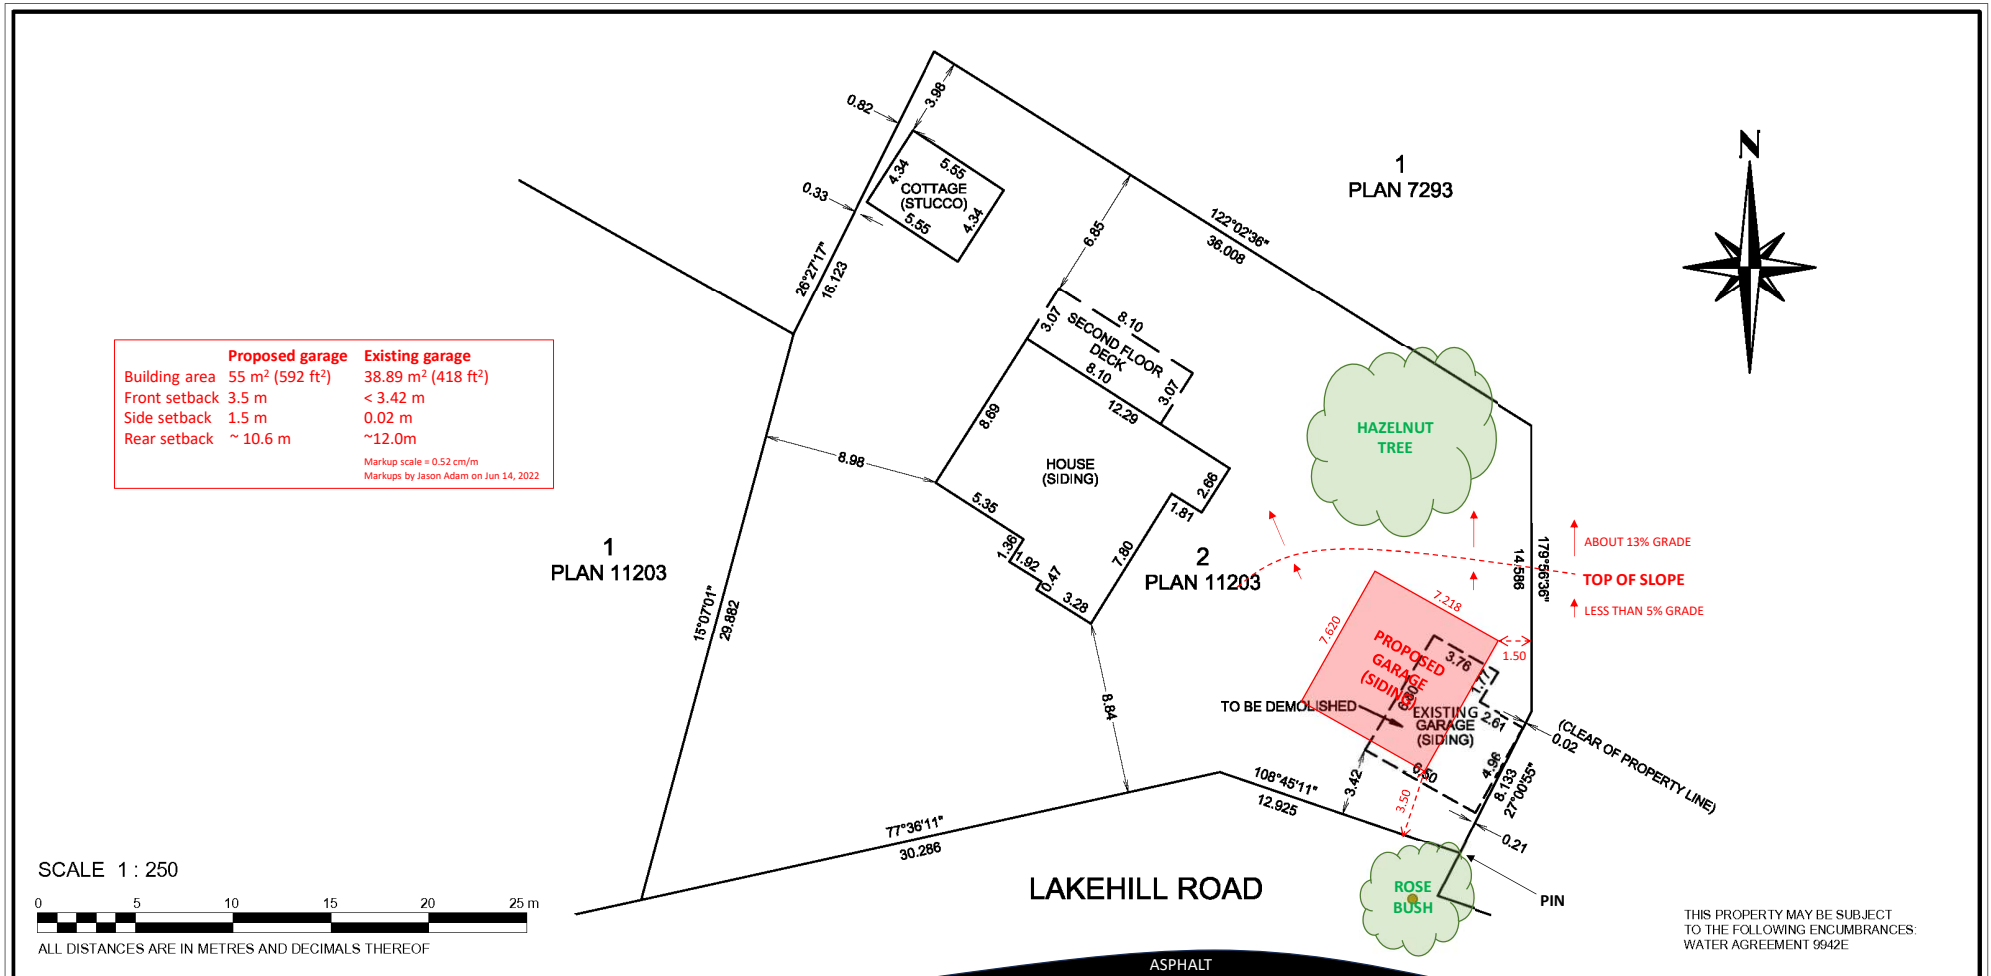 3.98
0.82
N
1
PLAN 7293
4.34
5.55
COTTAGE
(STUCCO)
0.33
5.55
4.34
122°02'36"
36.008
6.85
26°27'17"
16.123
8.10
3.07
SECOND FLOOR
DECK
8.10
3.07
Proposed garage Existing garage
Building area 55 m² (592 ft²) 38.89 m² (418 ft²)
Front setback 3.5 m < 3.42 m
Side setback 1.5 m 0.02 m
Rear setback ~ 10.6 m ~12.0m
Markup scale = 0.52 cm/m
Markups by Jason Adam on Jun 14, 2022
12.29
8.69
HAZELNUT
TREE
8.98
HOUSE
(SIDING)
2.66
5.35
1.81
1.36
1.92
0.47
3.28
7.80
1
PLAN 11203
2
PLAN 11203
179°56'36"
14.586
ABOUT 13% GRADE
TOP OF SLOPE
LESS THAN 5% GRADE
15°07'01"
29.882
7.218
7.620
PROPOSED
GARAGE
(SIDING)
1.50
3.76
1.77
TO BE DEMOLISHED
EXISTING
GARAGE
(SIDING)
2.61
0.02
(CLEAR OF PROPERTY LINE)
8.84
6.50
4.96
8.133
27°00'55"
3.42
3.50
108°45'11"
12.925
0.21
77°36'11"
30.286
SCALE 1 : 250
0 5 10 15 20 25 m
ALL DISTANCES ARE IN METRES AND DECIMALS THEREOF
LAKEHILL ROAD
ROSE
BUSH
PIN
THIS PROPERTY MAY BE SUBJECT
TO THE FOLLOWING ENCUMBRANCES:
WATER AGREEMENT 9942E
ASPHALT